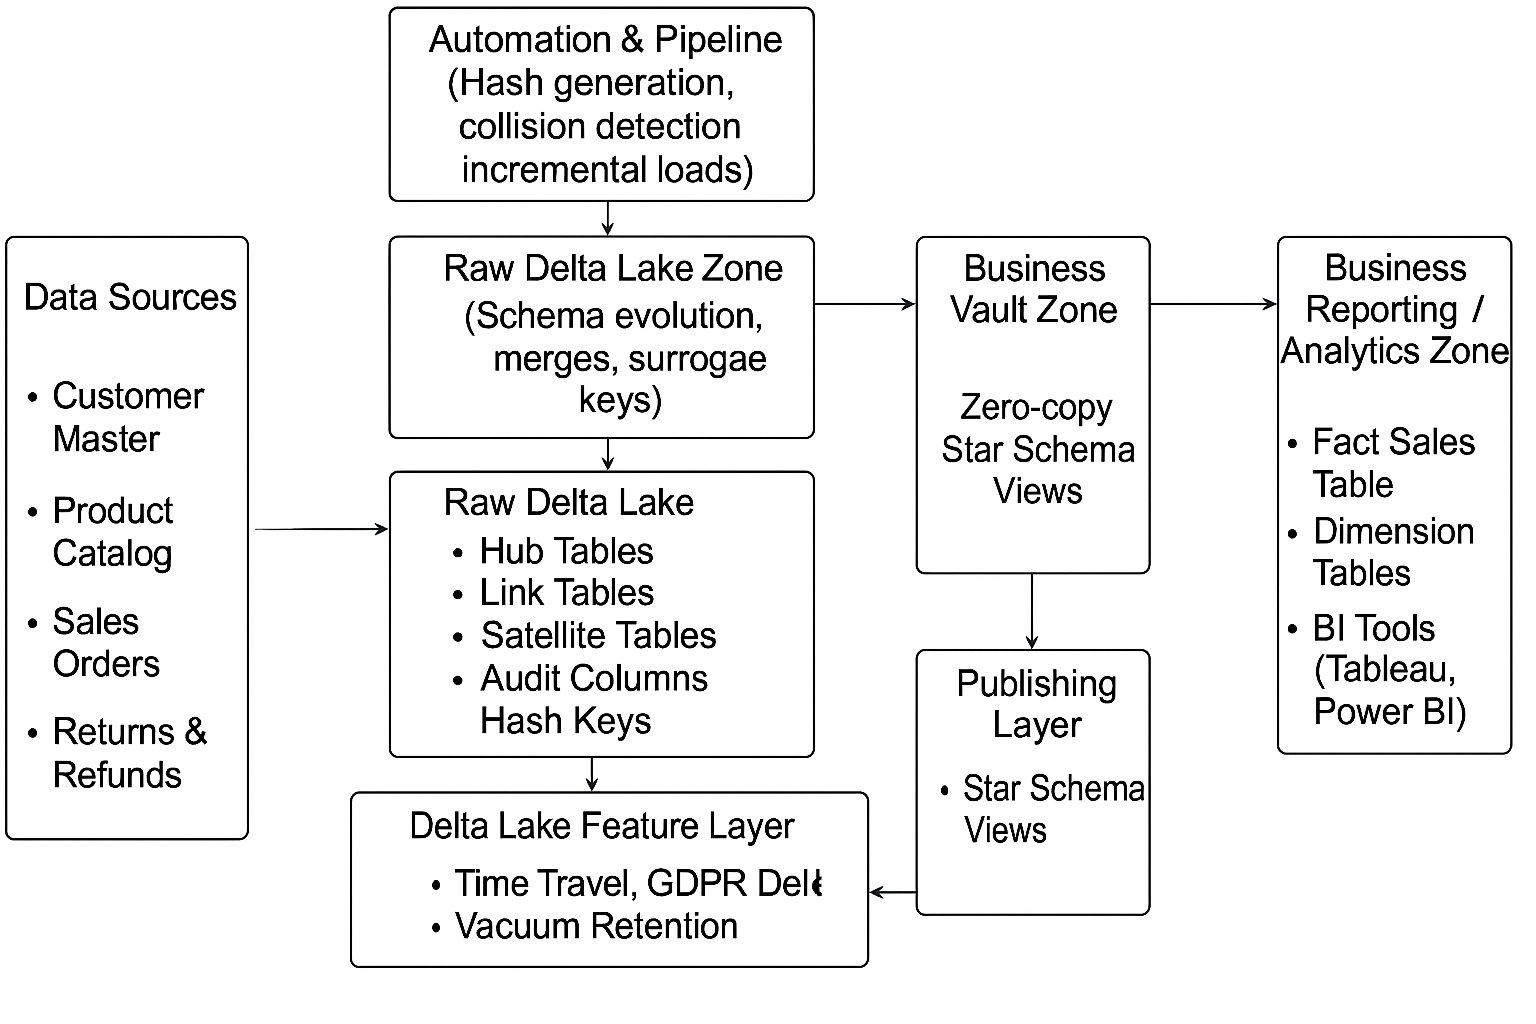 Automation & Pipeline
(Hash generation,
collision detection
incremental loads)
Data Sources
• Customer
Master
• Product
Catalog
• Sales
Orders
• Returns &
Refunds
Raw Delta Lake Zone
(Schema evolution,
merges, surrogae
keys)
Raw Delta Lake
• Hub Tables
• Link Tables
• Satellite Tables
• Audit Columns
Hash Keys
Delta Lake Feature Layer
• Time Travel, GDPR
• Vacuum Retention
Business
Vault Zone
Zero-copy
Star Schema
Views
Publishing
Layer
• Star Schema
Views
Business
Reporting /
Analytics Zone
• Fact Sales
Table
• Dimension
Tables
• BI Tools
(Tableau,
Power BI)